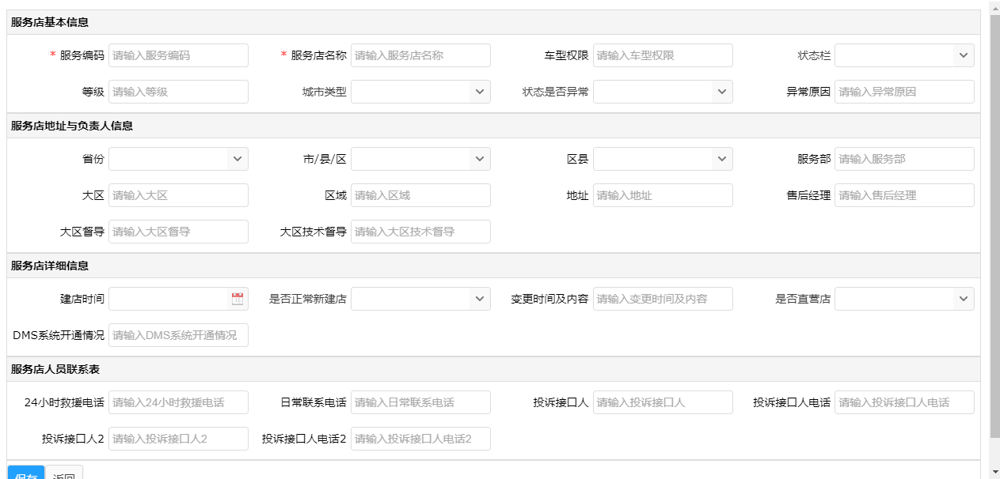 服务店基本信息
* 服务编码 请输入服务编码 * 服务店名称 请输入服务店名称 车型权限 请输入车型权限 状态栏
等级 请输入等级 城市类型 状态是否异常 异常原因 请输入异常原因
服务店地址与负责人信息
省份 市/县/区 区县 服务部 请输入服务部
大区 请输入大区 区域 请输入区域 地址 请输入地址 售后经理 请输入售后经理
大区督导 请输入大区督导 大区技术督导 请输入大区技术督导
服务店详细信息
建店时间 是否正常新建店 变更时间及内容 请输入变更时间及内容 是否直营店
DMS系统开通情况 请输入DMS系统开通情况
服务店人员联系表
24小时救援电话 请输入24小时救援电话 日常联系电话 请输入日常联系电话 投诉接口人 请输入投诉接口人 投诉接口人电话 请输入投诉接口人电话
投诉接口人2 请输入投诉接口人2 投诉接口人电话2 请输入投诉接口人电话2
保存 返回